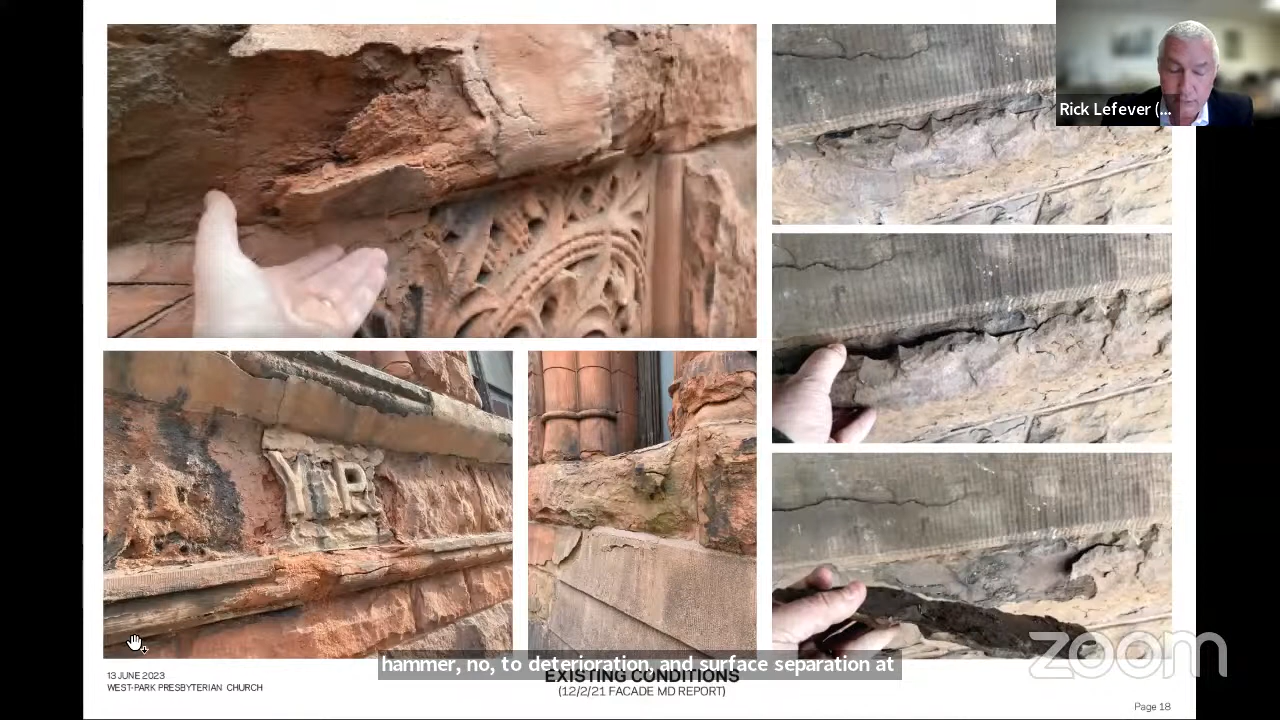 Rick Lefever (...
hammer, no, to deterioration, and surface separation at
13 JUNE 2023
WEST-PARK PRESBYTERIAN CHURCH
EXISTING CONDITIONS
(12/2/21 FACADE MD REPORT)
zoom
Page 18